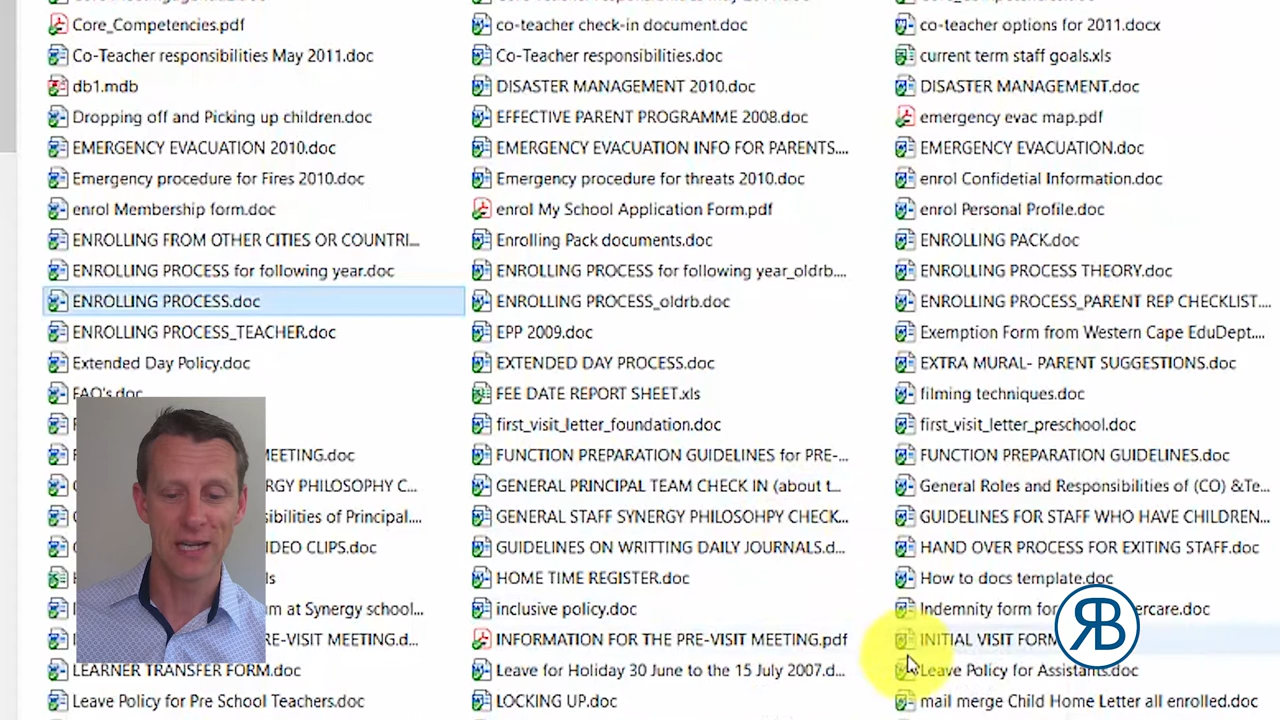 Core_Competencies.pdf
co-teacher check-in document.doc
co-teacher options for 2011.docx
Co-Teacher responsibilities May 2011.doc
Co-Teacher responsibilities.doc
current term staff goals.xls
db1.mdb
DISASTER MANAGEMENT 2010.doc
DISASTER MANAGEMENT.doc
Dropping off and Picking up children.doc
EFFECTIVE PARENT PROGRAMME 2008.doc
emergency evac map.pdf
EMERGENCY EVACUATION 2010.doc
EMERGENCY EVACUATION INFO FOR PARENTS....
EMERGENCY EVACUATION.doc
Emergency procedure for Fires 2010.doc
Emergency procedure for threats 2010.doc
enrol Confidetial Information.doc
enrol Membership form.doc
enrol My School Application Form.pdf
enrol Personal Profile.doc
ENROLLING FROM OTHER CITIES OR COUNTRI...
Enrolling Pack documents.doc
ENROLLING PACK.doc
ENROLLING PROCESS for following year.doc
ENROLLING PROCESS for following year_oldrb....
ENROLLING PROCESS THEORY.doc
ENROLLING PROCESS.doc
ENROLLING PROCESS_oldrb.doc
ENROLLING PROCESS_PARENT REP CHECKLIST....
ENROLLING PROCESS_TEACHER.doc
EPP 2009.doc
Exemption Form from Western Cape EduDept....
Extended Day Policy.doc
EXTENDED DAY PROCESS.doc
EXTRA MURAL- PARENT SUGGESTIONS.doc
FAQ's.doc
FEE DATE REPORT SHEET.xls
filming techniques.doc
first_visit_letter_foundation.doc
first_visit_letter_preschool.doc
MEETING.doc
FUNCTION PREPARATION GUIDELINES for PRE-...
FUNCTION PREPARATION GUIDELINES.doc
RGY PHILOSOPHY C...
GENERAL PRINCIPAL TEAM CHECK IN (about t...
General Roles and Responsibilities of (CO) &Te...
sibilities of Principal....
GENERAL STAFF SYNERGY PHILOSOHPY CHECK...
GUIDELINES FOR STAFF WHO HAVE CHILDREN...
IDEO CLIPS.doc
GUIDELINES ON WRITTING DAILY JOURNALS.d...
HAND OVER PROCESS FOR EXITING STAFF.doc
ls
HOME TIME REGISTER.doc
How to docs template.doc
m at Synergy school...
inclusive policy.doc
Indemnity form for ercare.doc
RE-VISIT MEETING.d...
INFORMATION FOR THE PRE-VISIT MEETING.pdf
INITIAL VISIT FORM
LEARNER TRANSFER FORM.doc
Leave for Holiday 30 June to the 15 July 2007.d...
Leave Policy for Assistants.doc
Leave Policy for Pre School Teachers.doc
LOCKING UP.doc
mail merge Child Home Letter all enrolled.doc
RB